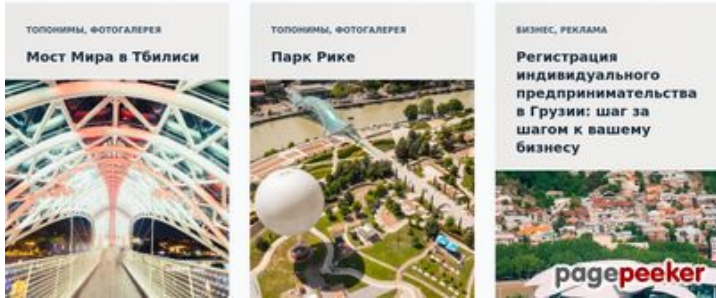 ТОПОНИМЫ, ФОТОГАЛЕРЕЯ
Мост Мира в Тбилиси
ТОПОНИМЫ, ФОТОГАЛЕРЕЯ
Парк Рике
БИЗНЕС, РЕКЛАМА
Регистрация
индивидуального
предпринимательства
в Грузии: шаг за
шагом к вашему
бизнесу
pagepeeker